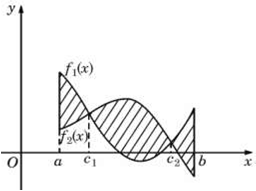 y
f₁(x)
f₂(x)
O a c₁ c₂ b x